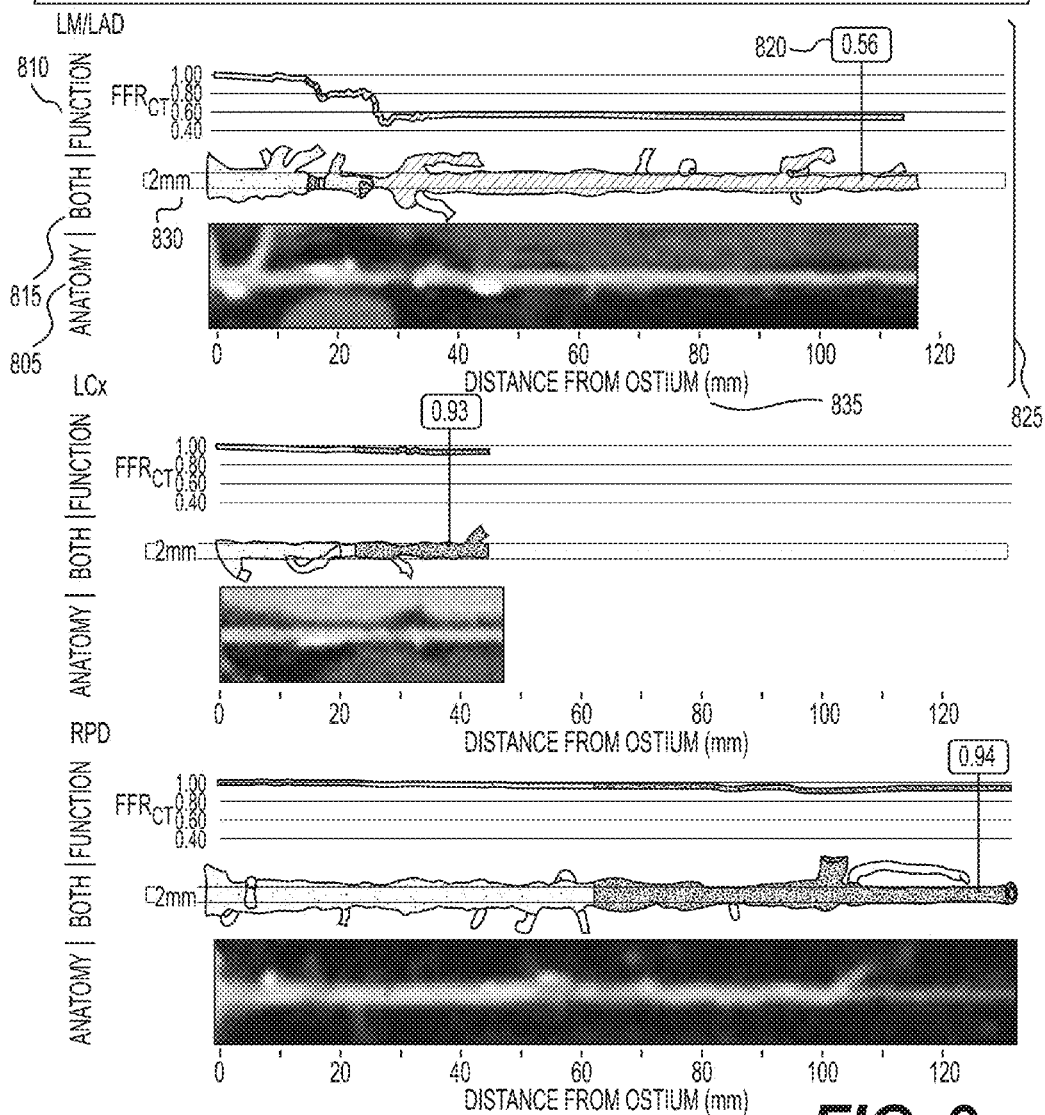 LM/LAD
810
FUNCTION
BOTH
ANATOMY
815
805
FFRCT
1.00
0.80
0.60
0.40
820
0.56
2mm
830
0 20 40 60 80 100 120
DISTANCE FROM OSTIUM (mm)
835
825
LCx
FUNCTION
BOTH
ANATOMY
FFRCT
1.00
0.80
0.60
0.40
0.93
2mm
0 20 40 60 80 100 120
DISTANCE FROM OSTIUM (mm)
RPD
FUNCTION
BOTH
ANATOMY
FFRCT
1.00
0.80
0.60
0.40
0.94
2mm
0 20 40 60 80 100 120
DISTANCE FROM OSTIUM (mm)